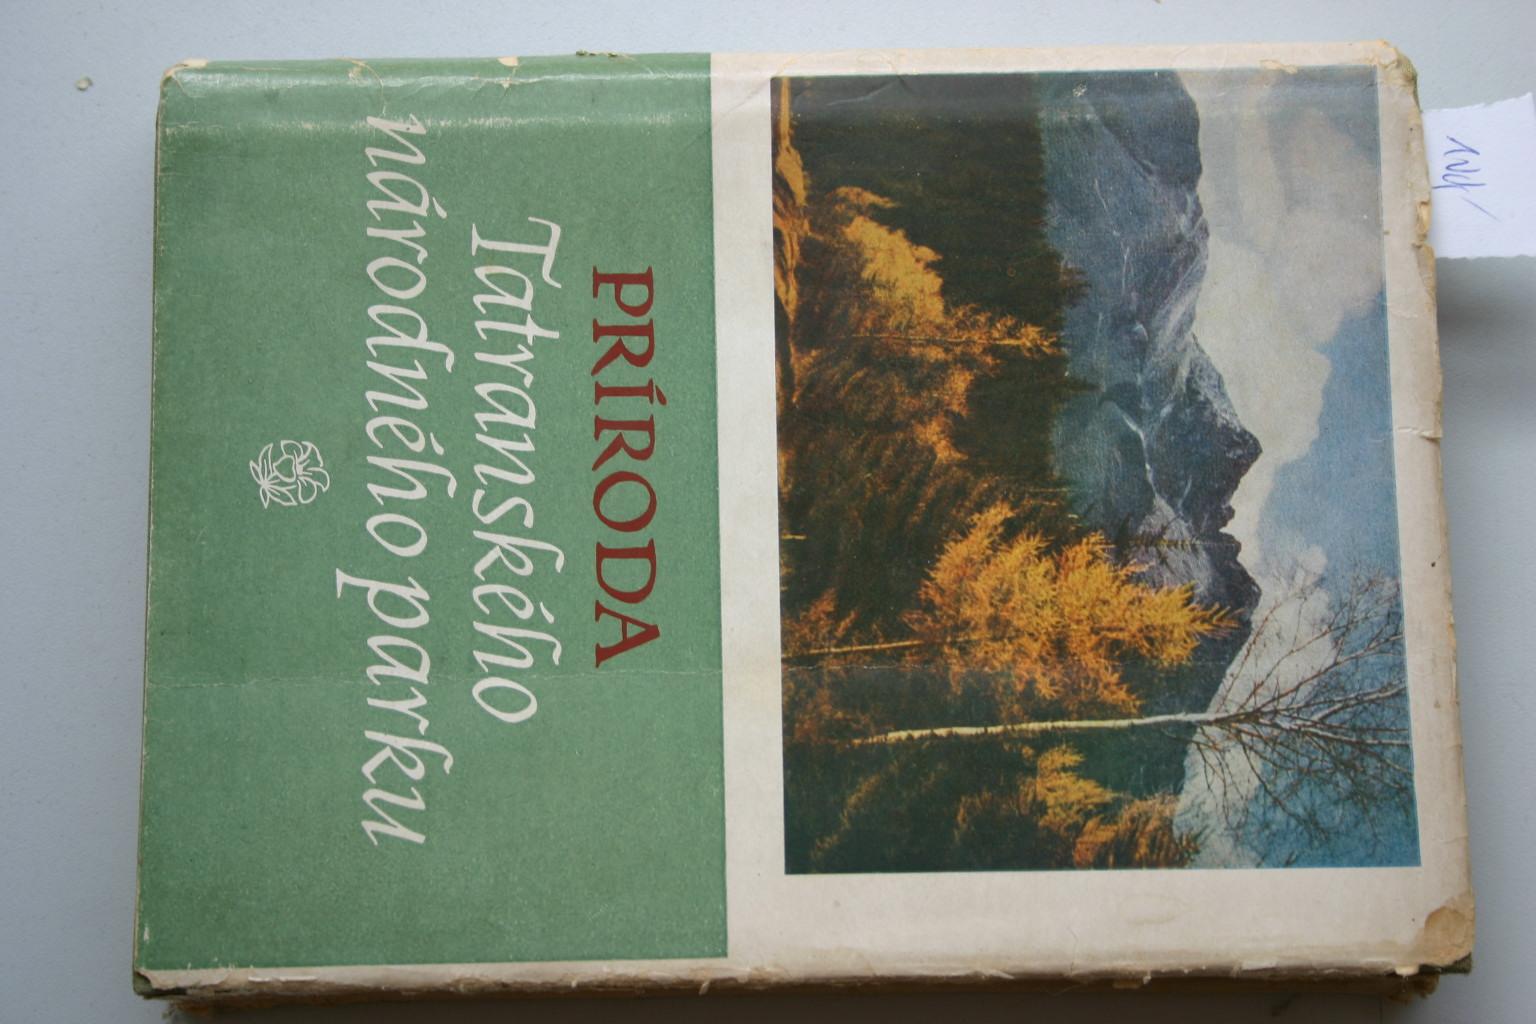 PRÍRODA
Tatranského
národného parku